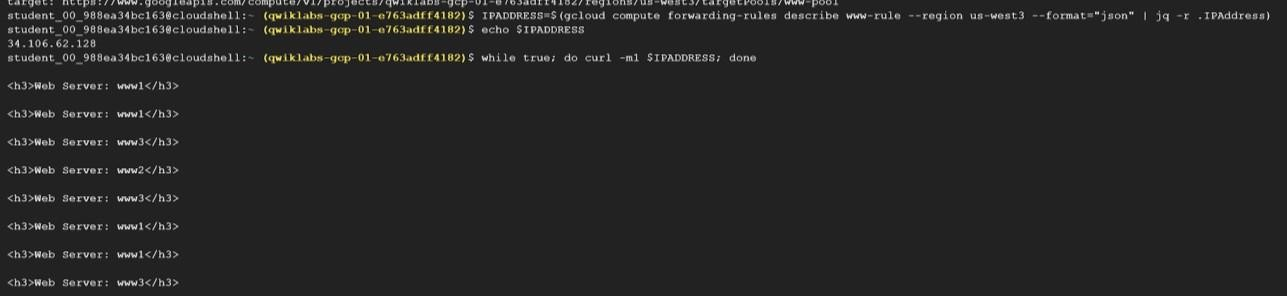 target: https://www.googleapis.com/compute/v1/projects/qwiklabs-gcp-01-e763adff4182/regions/us-west3/targetPools/www-pool
student_00_988ea34bc163@cloudshell:~ (qwiklabs-gcp-01-e763adff4182)$ IPADDRESS=$(gcloud compute forwarding-rules describe www-rule --region us-west3 --format="json" | jq -r .IPAddress)
student_00_988ea34bc163@cloudshell:~ (qwiklabs-gcp-01-e763adff4182)$ echo $IPADDRESS
34.106.62.128
student_00_988ea34bc163@cloudshell:~ (qwiklabs-gcp-01-e763adff4182)$ while true; do curl -m1 $IPADDRESS; done
<h3>Web Server: www1</h3>
<h3>Web Server: www1</h3>
<h3>Web Server: www3</h3>
<h3>Web Server: www2</h3>
<h3>Web Server: www3</h3>
<h3>Web Server: www1</h3>
<h3>Web Server: www1</h3>
<h3>Web Server: www3</h3>